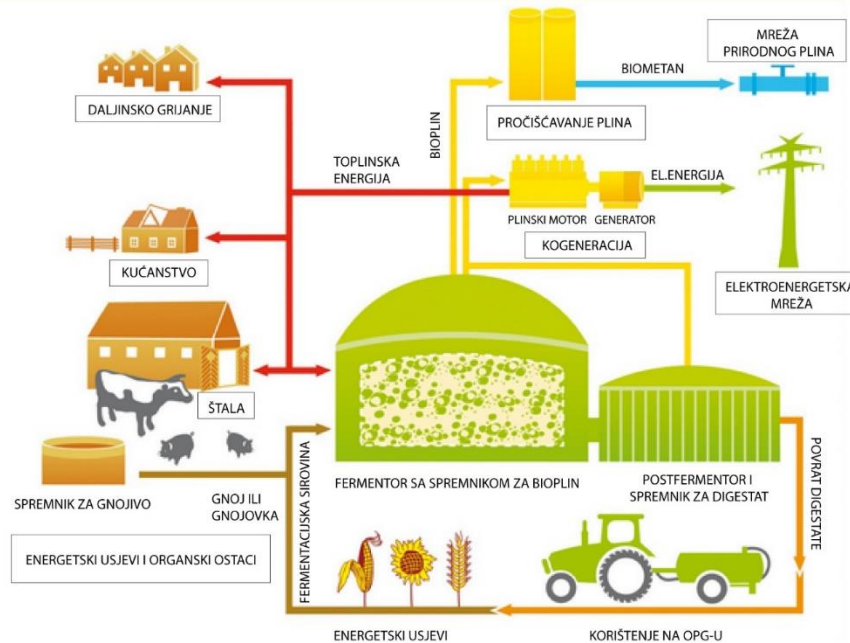 MREŽA
PRIRODNOG PLINA
BIOMETAN
DALJINSKO GRIJANJE
BIOPLIN
PROČIŠĆAVANJE PLINA
TOPLINSKA
ENERGIJA
EL.ENERGIJA
PLINSKI MOTOR
GENERATOR
KOGENERACIJA
KUĆANSTVO
ELEKTROENERGETSKA
MREŽA
ŠTALA
SPREMNIK ZA GNOJIVO
GNOJ ILI
GNOJOVKA
FERMENTACIJSKA SIROVINA
FERMENTOR SA SPREMNIKOM ZA BIOPLIN
POSTFERMENTOR I
SPREMNIK ZA DIGESTAT
POVRAT DIGESTATE
ENERGETSKI USJEVI I ORGANSKI OSTACI
ENERGETSKI USJEVI
KORIŠTENJE NA OPG-U